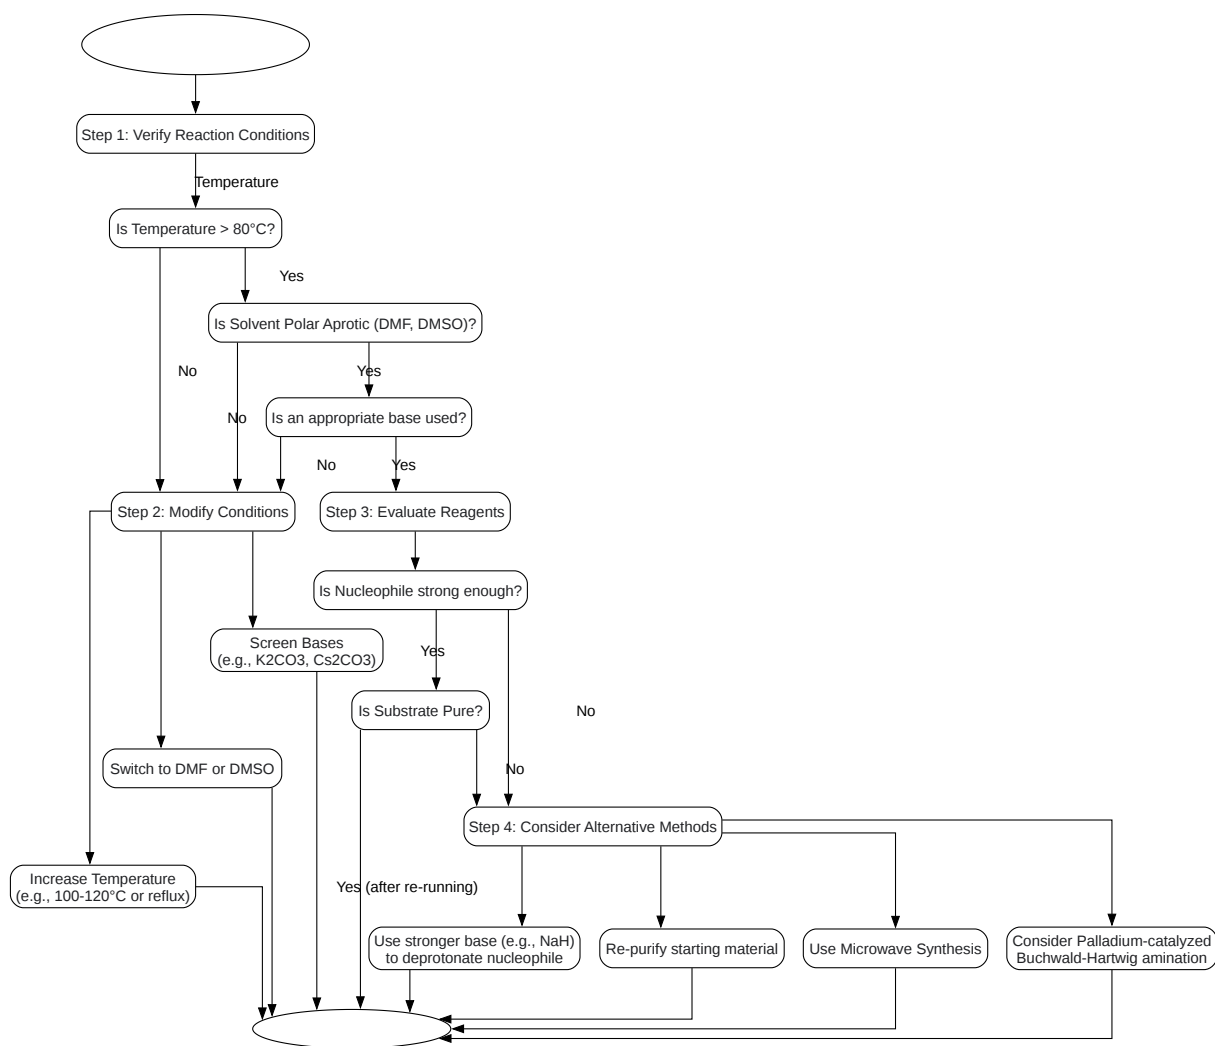 Step 1: Verify Reaction Conditions
Temperature
Is Temperature > 80°C?
Yes
Is Solvent Polar Aprotic (DMF, DMSO)?
No
Yes
No
Is an appropriate base used?
No
Yes
Step 2: Modify Conditions
Step 3: Evaluate Reagents
Is Nucleophile strong enough?
Screen Bases
(e.g., K2CO3, Cs2CO3)
Yes
Is Substrate Pure?
No
Switch to DMF or DMSO
No
Step 4: Consider Alternative Methods
Increase Temperature
(e.g., 100-120°C or reflux)
Yes (after re-running)
Use stronger base (e.g., NaH)
to deprotonate nucleophile
Re-purify starting material
Use Microwave Synthesis
Consider Palladium-catalyzed
Buchwald-Hartwig amination